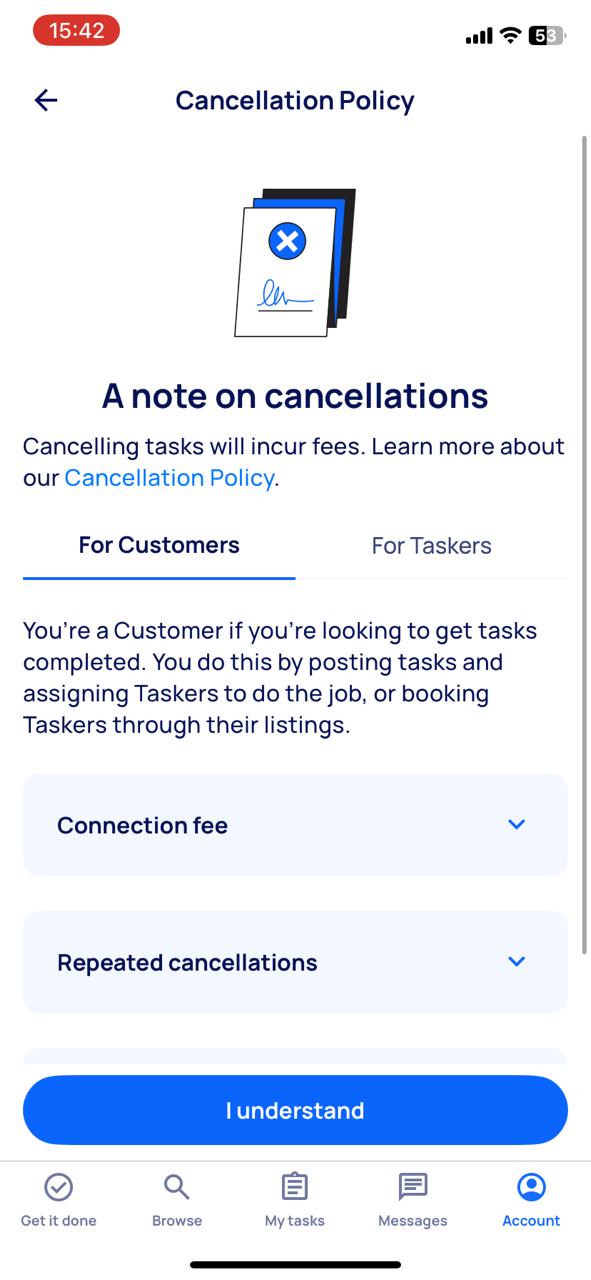 15:42
53
Cancellation Policy
A note on cancellations
Cancelling tasks will incur fees. Learn more about
our Cancellation Policy.
For Customers
For Taskers
You're a Customer if you're looking to get tasks
completed. You do this by posting tasks and
assigning Taskers to do the job, or booking
Taskers through their listings.
Connection fee
Repeated cancellations
I understand
Get it done
Browse
My tasks
Messages
Account